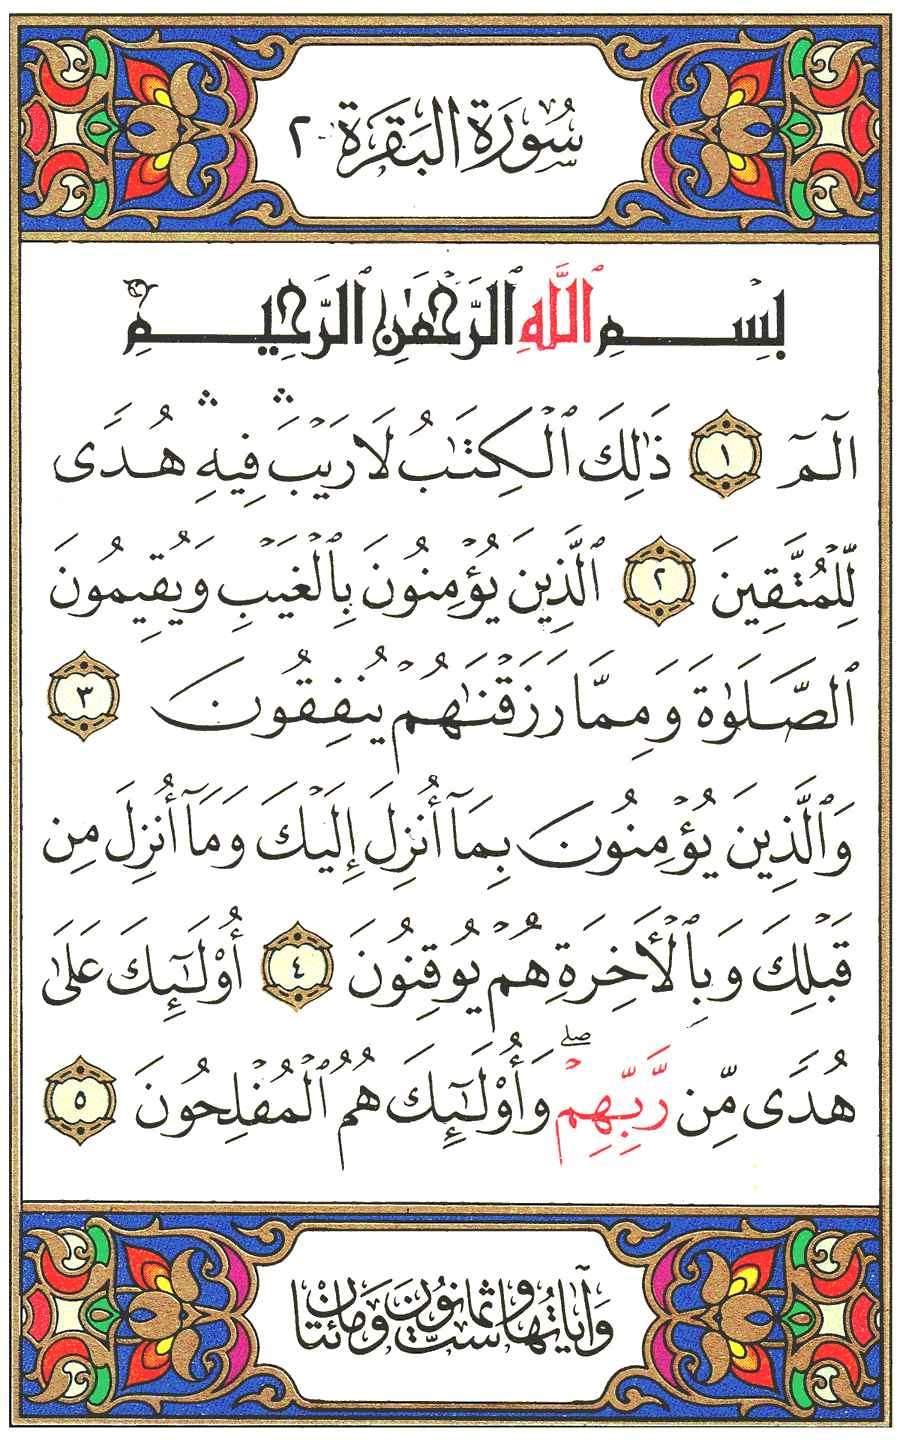 سُورَةُ البَقَرَة ٢
بِسْمِ ٱللَّهِ ٱلرَّحْمَٰنِ ٱلرَّحِيمِ
الٓمٓ ١ ذَٰلِكَ ٱلْكِتَٰبُ لَا رَيْبَ ۛ فِيهِ ۛ هُدًى
لِّلْمُتَّقِينَ ٢ ٱلَّذِينَ يُؤْمِنُونَ بِٱلْغَيْبِ وَيُقِيمُونَ
ٱلصَّلَوٰةَ وَمِمَّا رَزَقْنَٰهُمْ يُنفِقُونَ ٣
وَٱلَّذِينَ يُؤْمِنُونَ بِمَآ أُنزِلَ إِلَيْكَ وَمَآ أُنزِلَ مِن
قَبْلِكَ وَبِٱلْأَخِرَةِ هُمْ يُوقِنُونَ ٤ أُوْلَٰٓئِكَ عَلَىٰ
هُدًى مِّن رَّبِّهِمْ ۖ وَأُوْلَٰٓئِكَ هُمُ ٱلْمُفْلِحُونَ ٥
وَآيَاتُهَا سِتٌّ وَثَمَانُونَ وَمَائتَانِ